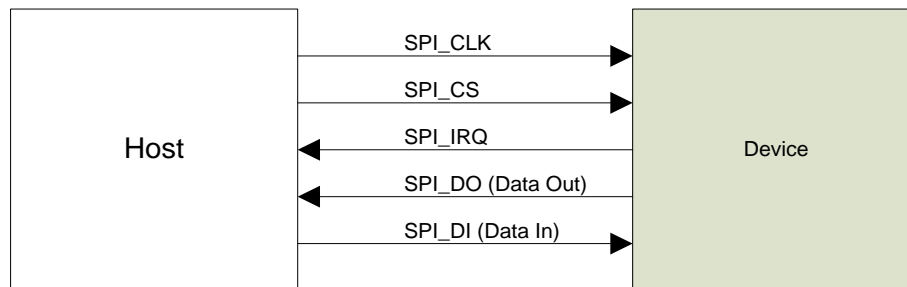 Host
SPI_CLK
SPI_CS
SPI_IRQ
SPI_DO (Data Out)
SPI_DI (Data In)
Device